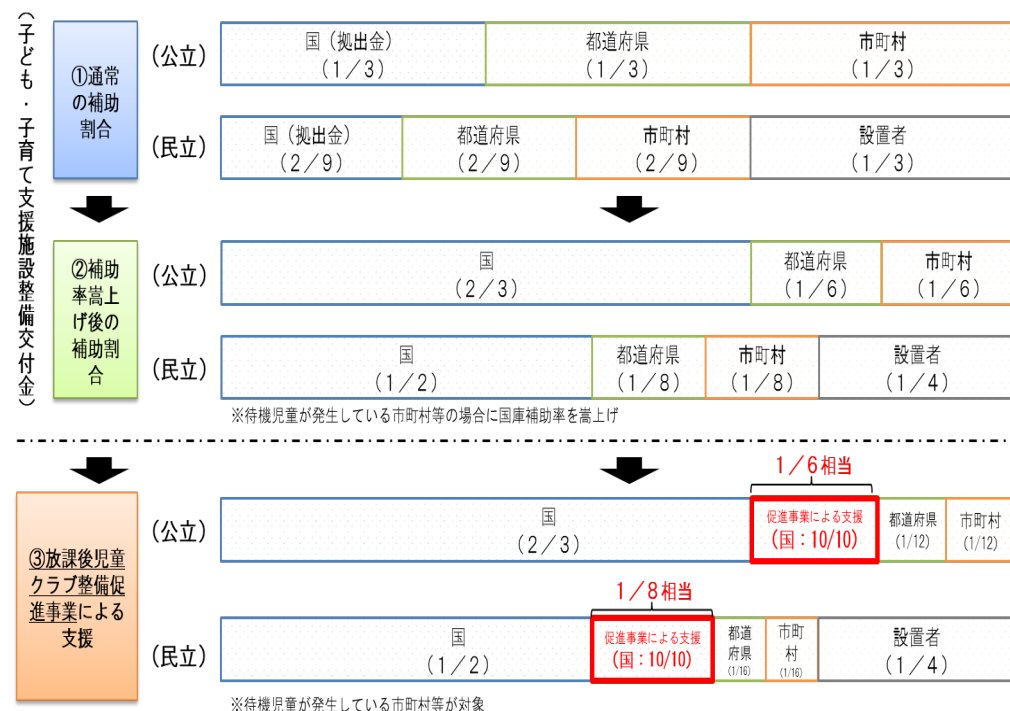 （子ども・子育て支援施設整備交付金）
①通常
の補助
割合
（公立）
国（拠出金）
（１／３）
都道府県
（１／３）
市町村
（１／３）
（民立）
国（拠出金）
（２／９）
都道府県
（２／９）
市町村
（２／９）
設置者
（１／３）
②補助
率嵩上
げ後の
補助割
合
（公立）
国
（２／３）
都道府県
（１／６）
市町村
（１／６）
（民立）
国
（１／２）
都道府県
（１／８）
市町村
（１／８）
設置者
（１／４）
※待機児童が発生している市町村等の場合に国庫補助率を嵩上げ
③放課後児童
クラブ整備促
進事業による
支援
１／６相当
（公立）
国
（２／３）
促進事業による支援
（国：10/10）
都道府県
（1/12）
市町村
（1/12）
１／８相当
（民立）
国
（１／２）
促進事業による支援
（国：10/10）
都道
府県
（1/16）
市町
村
（1/16）
設置者
（１／４）
※待機児童が発生している市町村等が対象